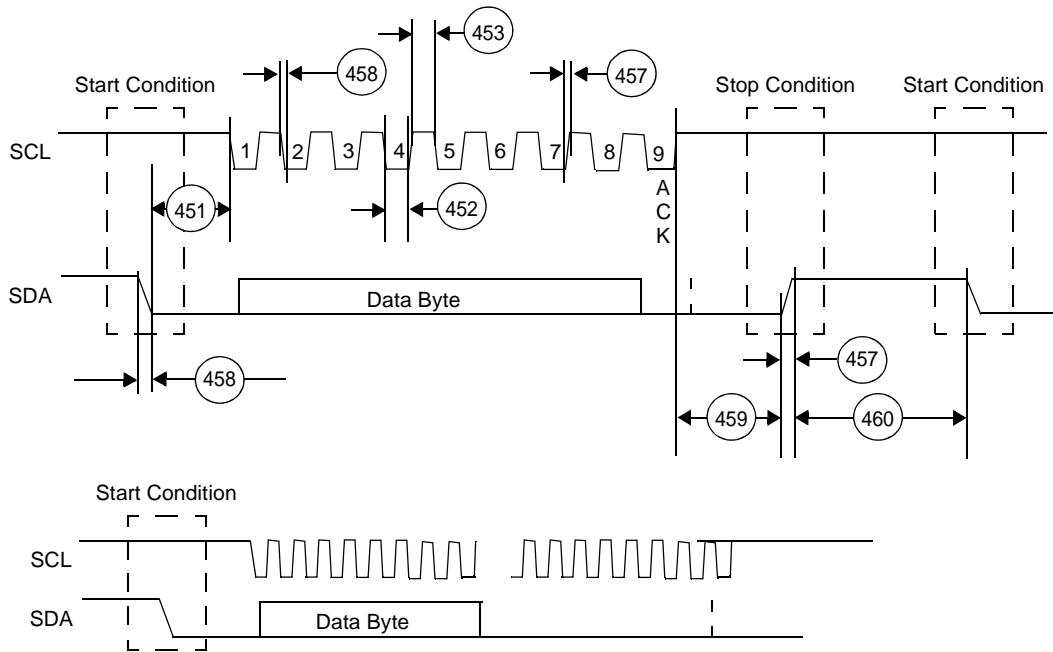 453
458
457
Start Condition
Stop Condition
Start Condition
SCL
1 2 3 4 5 6 7 8 9
A
C
K
451
452
SDA
Data Byte
458
457
459
460
Start Condition
SCL
SDA
Data Byte